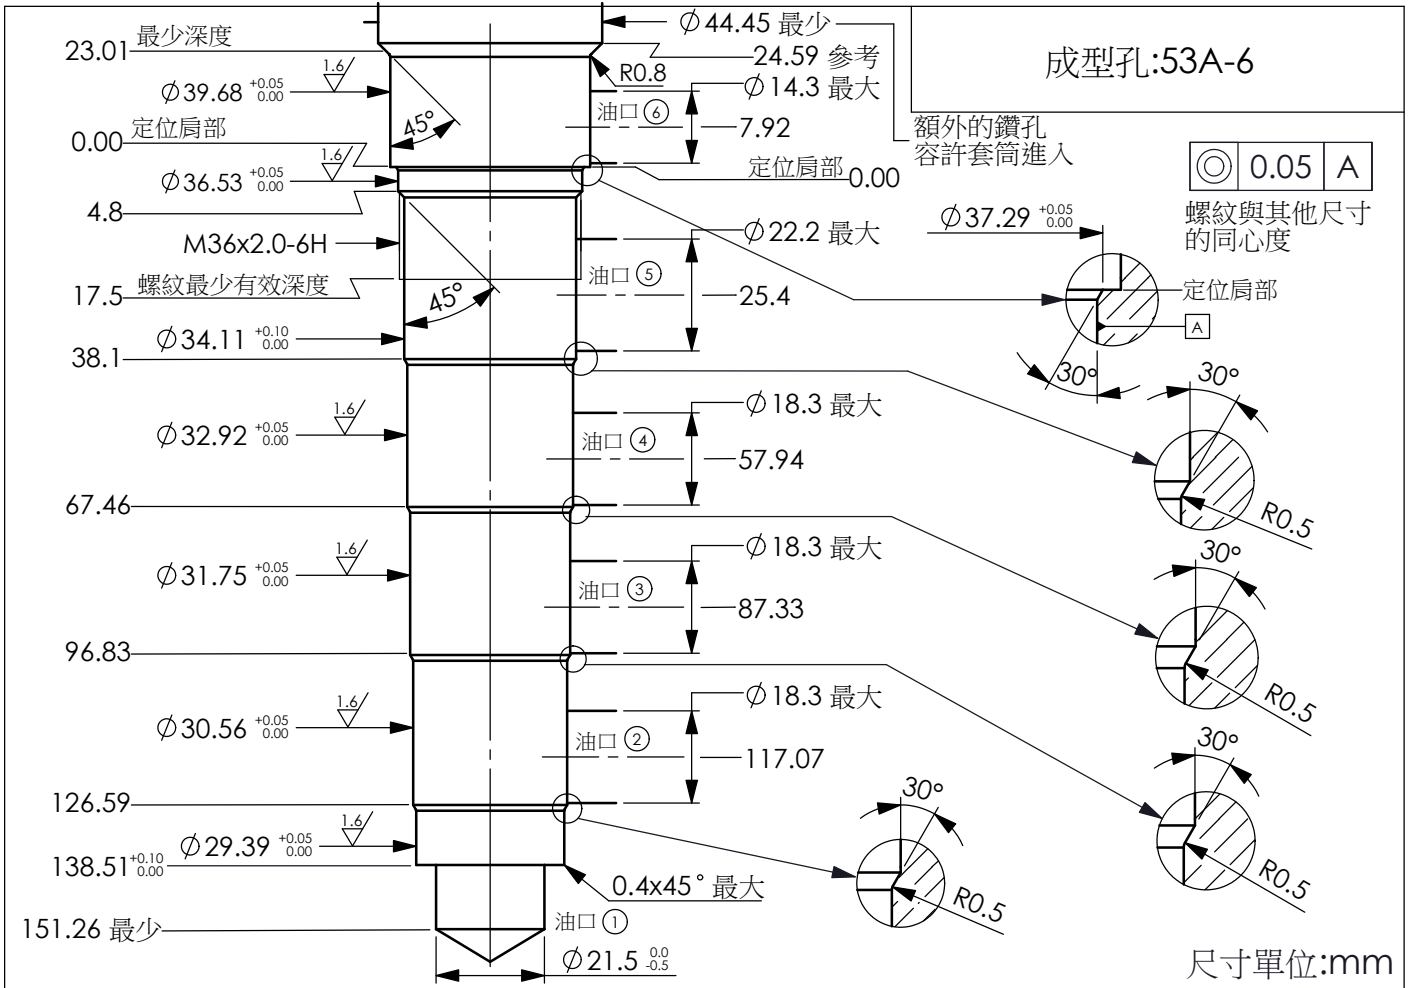 成型孔:53A-6
Ø44.45 最少
24.59 參考
23.01 最少深度
R0.8
1.6
Ø39.68 +0.05 0.00
Ø14.3 最大
油口 ⑥
7.92
45°
額外的鑽孔
容許套筒進入
0.00 定位肩部
定位肩部 0.00
◎ 0.05 A
螺紋與其他尺寸
的同心度
1.6
Ø36.53 +0.05 0.00
4.8
Ø37.29 +0.05 0.00
M36x2.0-6H
Ø22.2 最大
油口 ⑤
25.4
定位肩部
A
30°
17.5 螺紋最少有效深度
45°
Ø34.11 +0.10 0.00
38.1
30°
R0.5
1.6
Ø32.92 +0.05 0.00
Ø18.3 最大
油口 ④
57.94
67.46
30°
R0.5
1.6
Ø31.75 +0.05 0.00
Ø18.3 最大
油口 ③
87.33
96.83
30°
R0.5
1.6
Ø30.56 +0.05 0.00
Ø18.3 最大
油口 ②
117.07
126.59
30°
R0.5
1.6
Ø29.39 +0.05 0.00
138.51 +0.10 0.00
0.4x45° 最大
151.26 最少
油口 ①
Ø21.5 0.0 -0.5
尺寸單位:mm